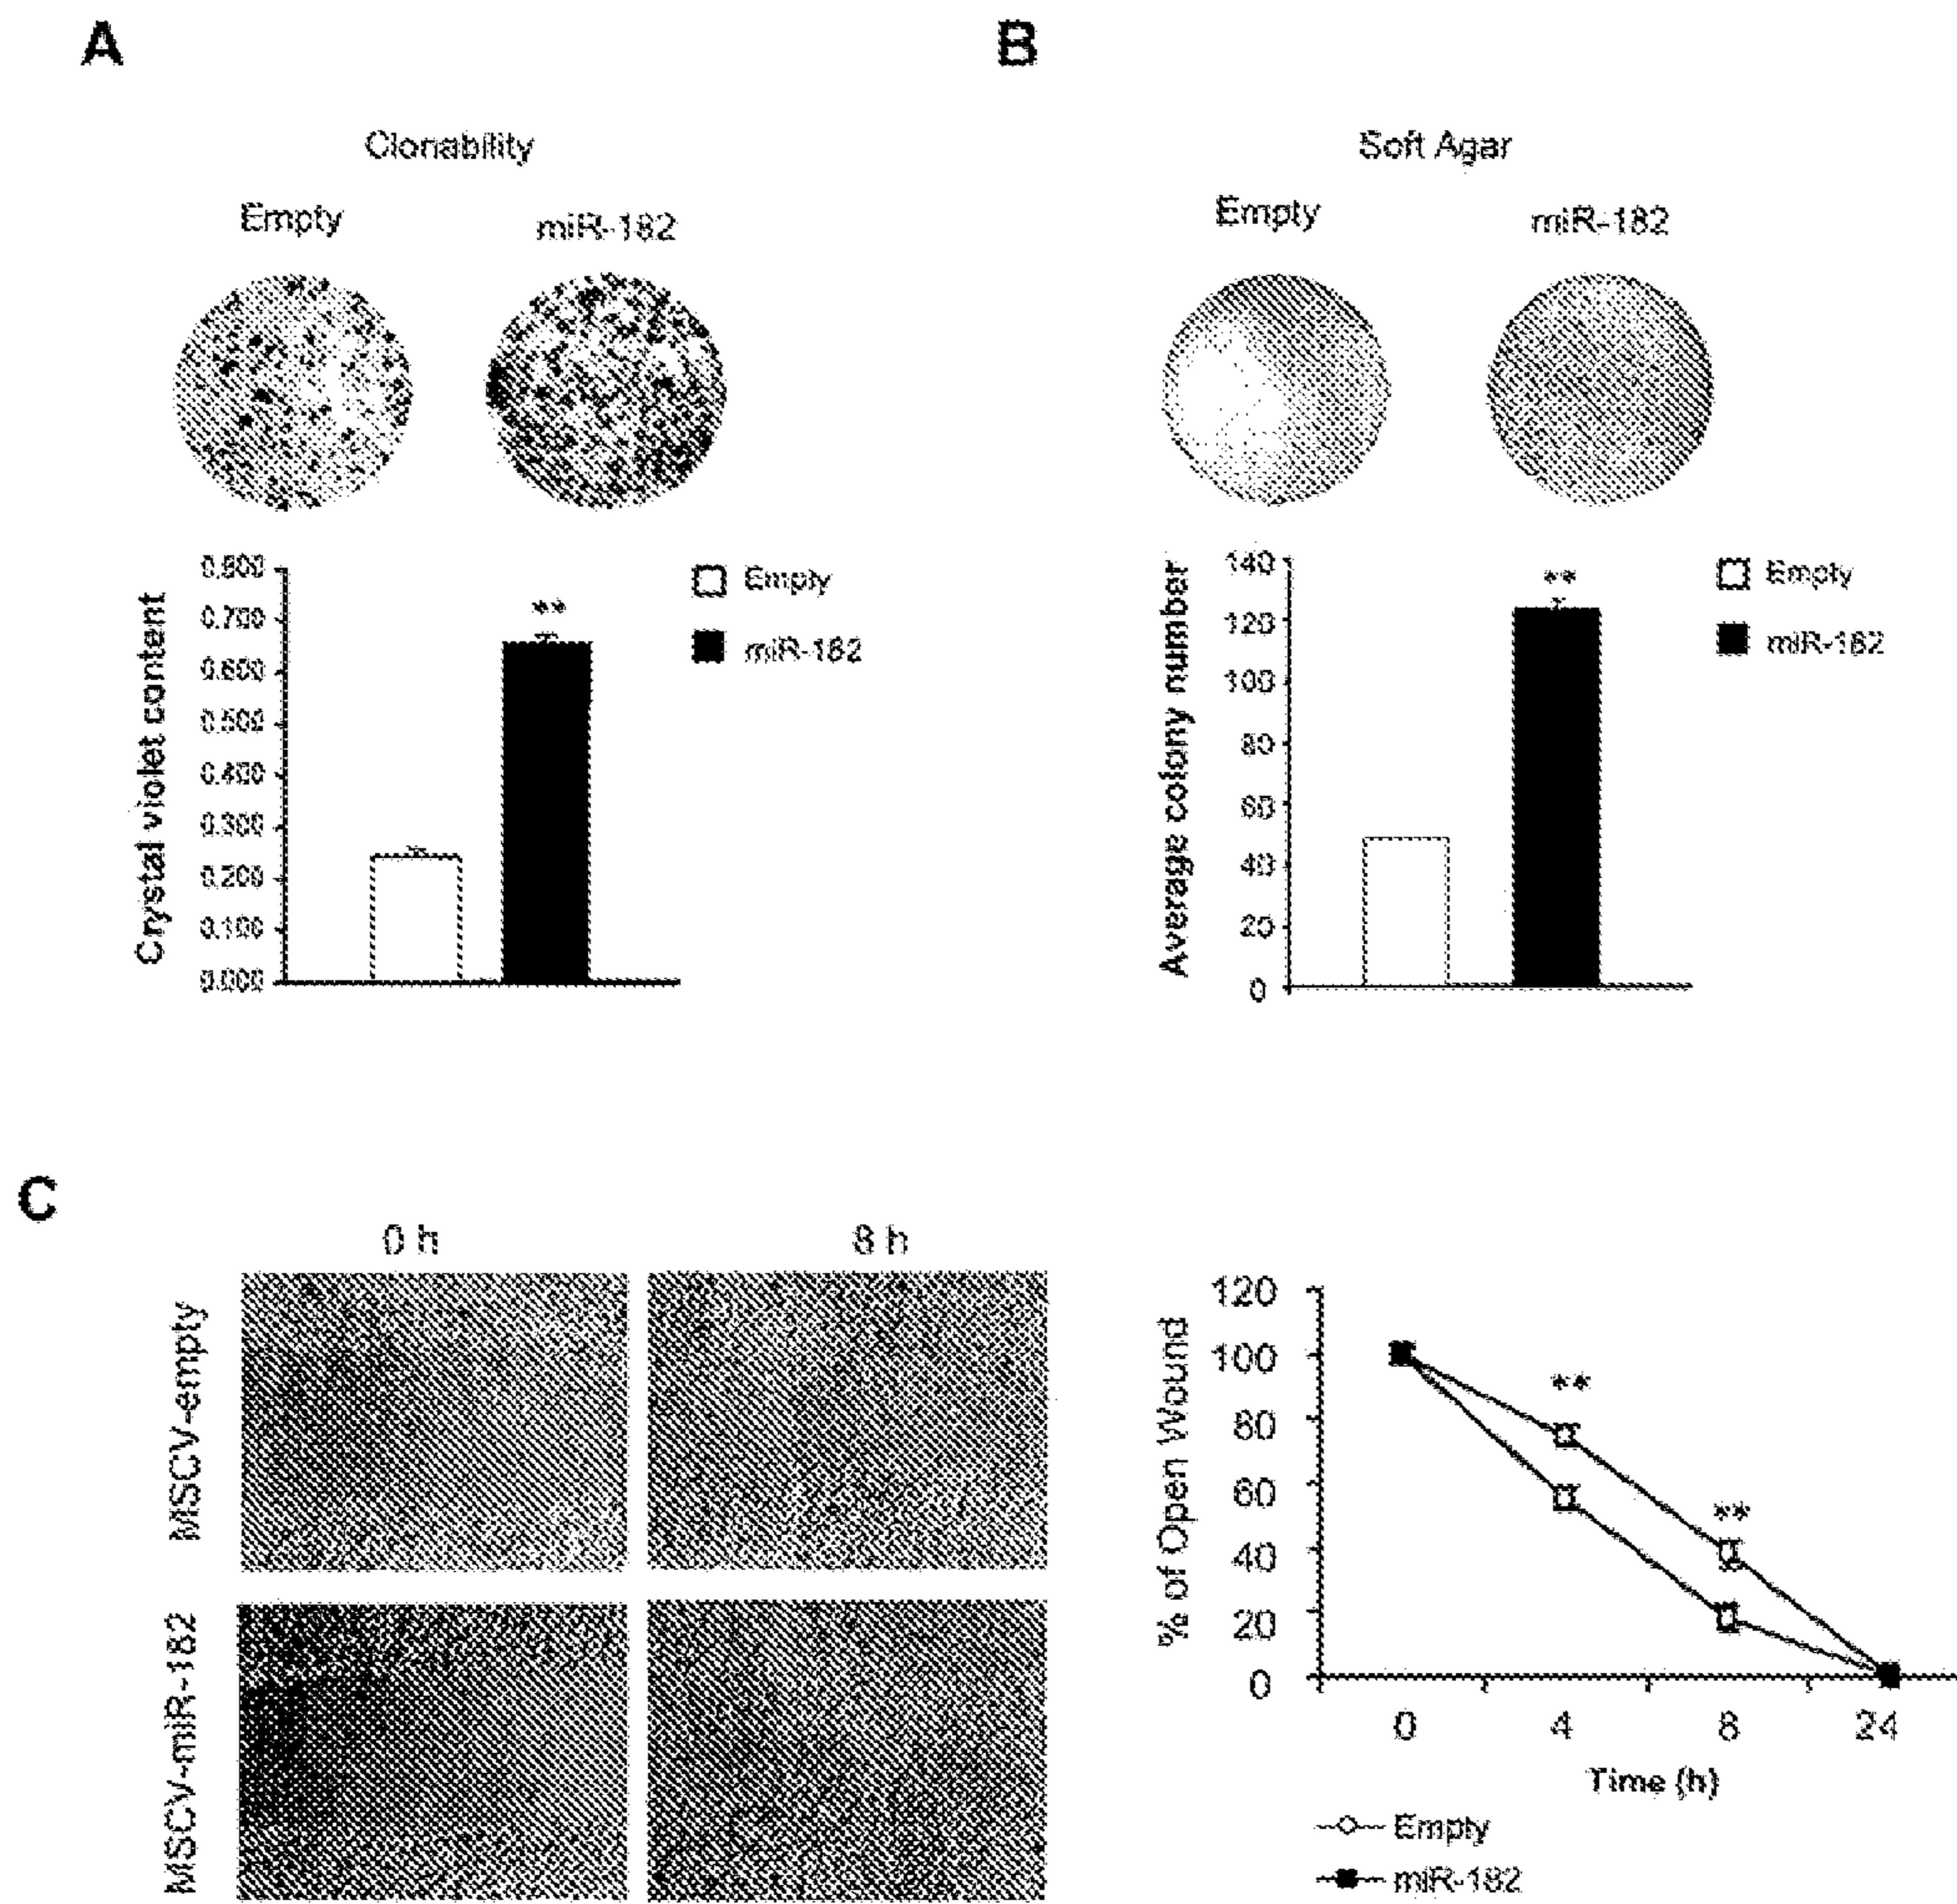 A
Clonability
Empty
miR-182
0.800
0.700
0.600
0.500
0.400
0.300
0.200
0.100
0.000
Crystal violet content
**
Empty
miR-182
B
Soft Agar
Empty
miR-182
140
120
100
80
60
40
20
0
Average colony number
**
Empty
miR-182
C
0 h
8 h
MSCV-empty
MSCV-miR-182
120
100
80
60
40
20
0
% of Open Wound
**
**
0 4 8 24
Time (h)
Empty
miR-182